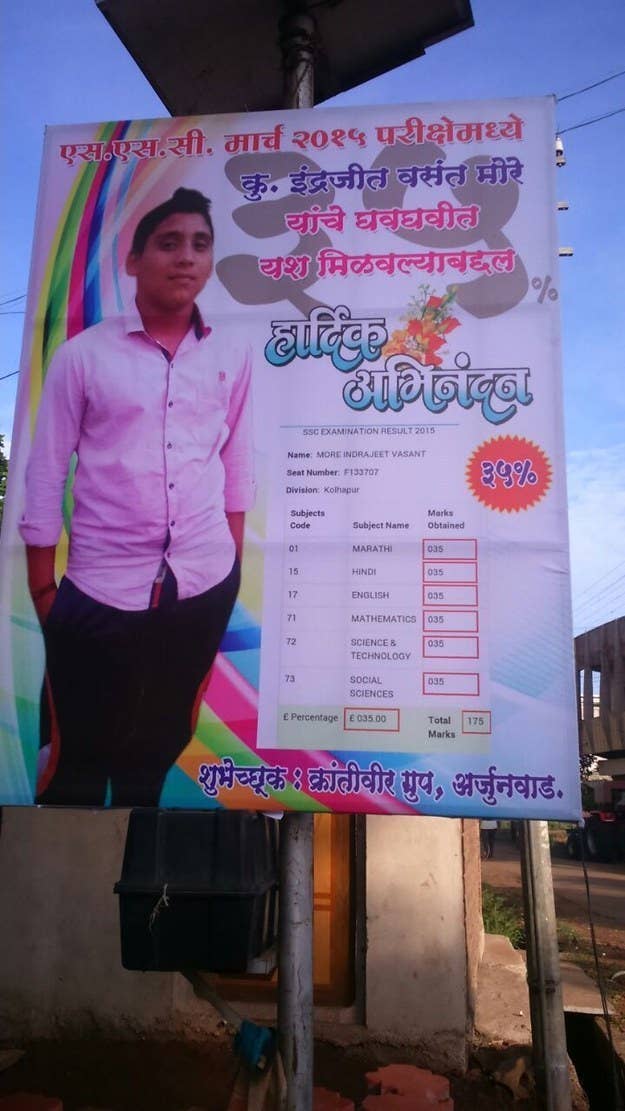 एस.एस.सी. मार्च २०१५ परीक्षेमध्ये
३५%
कु. इंद्रजीत वसंत मोरे
यांचे घवघवीत
यश मिळवल्याबद्दल
हार्दिक
अभिनंदन
SSC EXAMINATION RESULT 2015
Name: MORE INDRAJEET VASANT
Seat Number: F133707
Division: Kolhapur
३५%
Subjects Code Subject Name Marks Obtained
01 MARATHI 035
15 HINDI 035
17 ENGLISH 035
71 MATHEMATICS 035
72 SCIENCE & TECHNOLOGY 035
73 SOCIAL SCIENCES 035
£ Percentage £ 035.00 Total Marks 175
शुभेच्छूक : क्रांतीवीर ग्रुप, अर्जुनवाड.